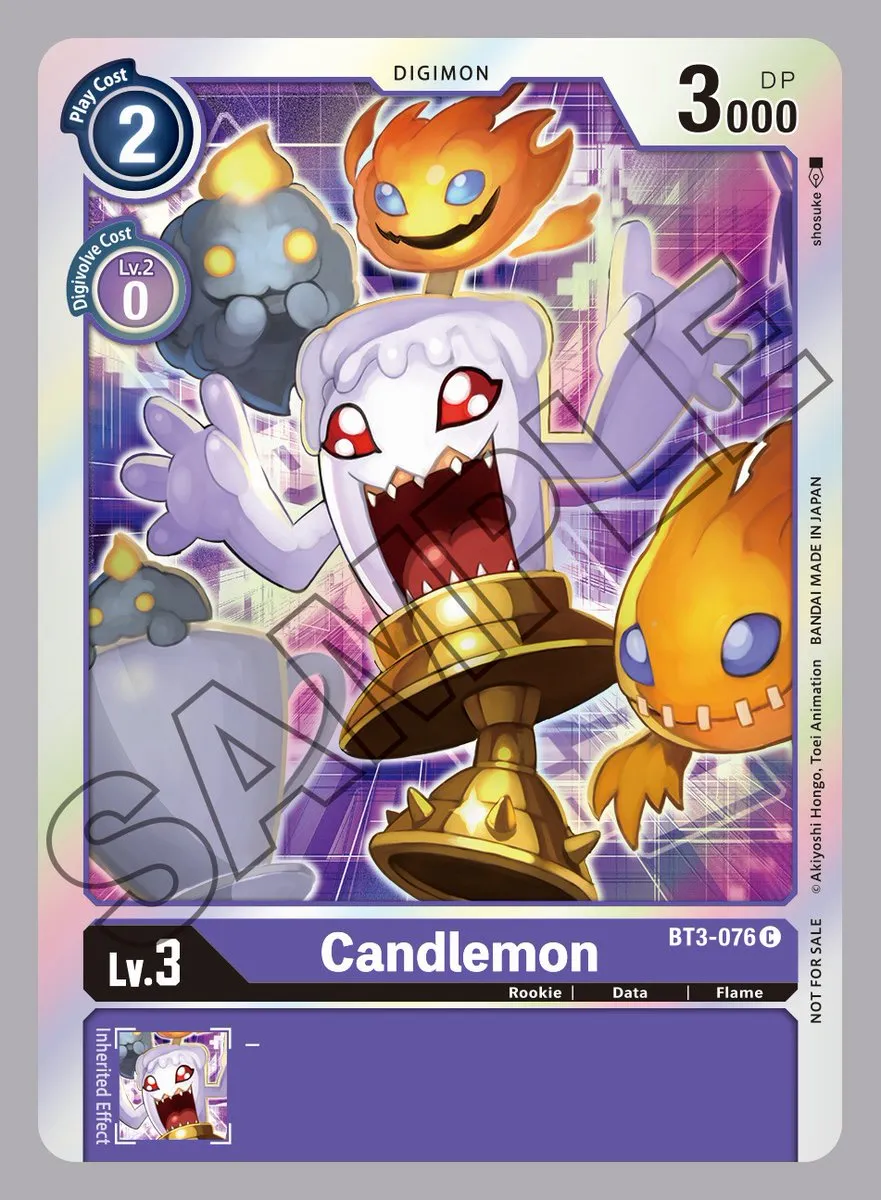 DIGIMON
Play Cost
2
3000
DP
Digivolve Cost
Lv.2
0
shosuke
SAMPLE
BANDAI MADE IN JAPAN
© Akiyoshi Hongo, Toei Animation
NOT FOR SALE
Lv.3
Candlemon
BT3-076 C
Rookie | Data | Flame
Inherited Effect
–